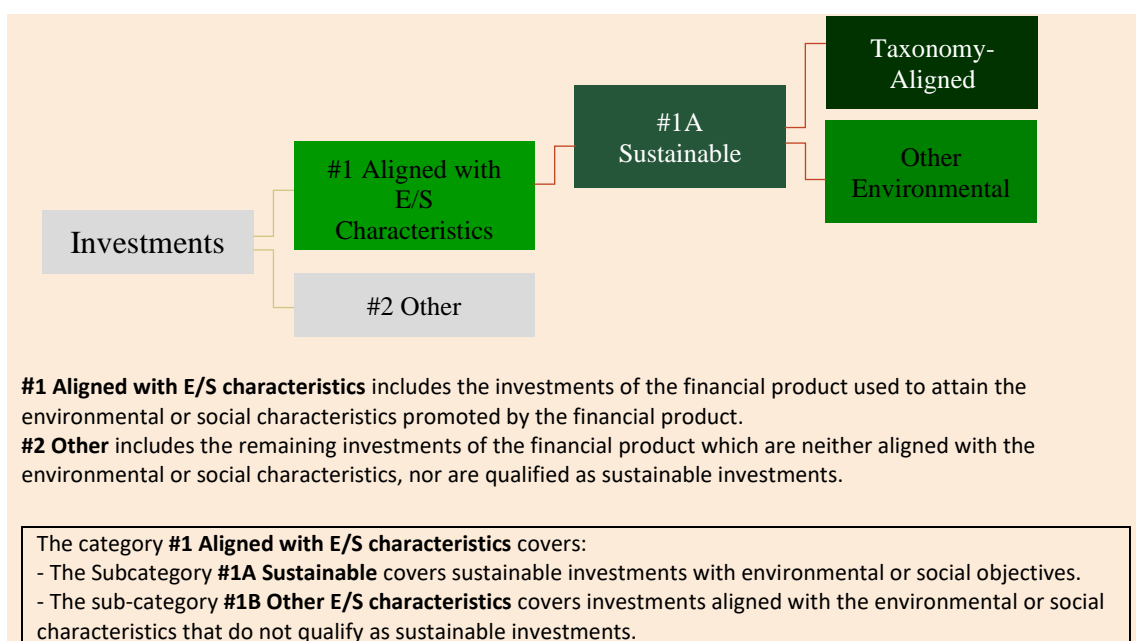 Taxonomy-
Aligned
#1A
Sustainable
Other
Environmental
#1 Aligned with
E/S
Characteristics
Investments
#2 Other
#1 Aligned with E/S characteristics includes the investments of the financial product used to attain the
environmental or social characteristics promoted by the financial product.
#2 Other includes the remaining investments of the financial product which are neither aligned with the
environmental or social characteristics, nor are qualified as sustainable investments.
The category #1 Aligned with E/S characteristics covers:
- The Subcategory #1A Sustainable covers sustainable investments with environmental or social objectives.
- The sub-category #1B Other E/S characteristics covers investments aligned with the environmental or social
characteristics that do not qualify as sustainable investments.